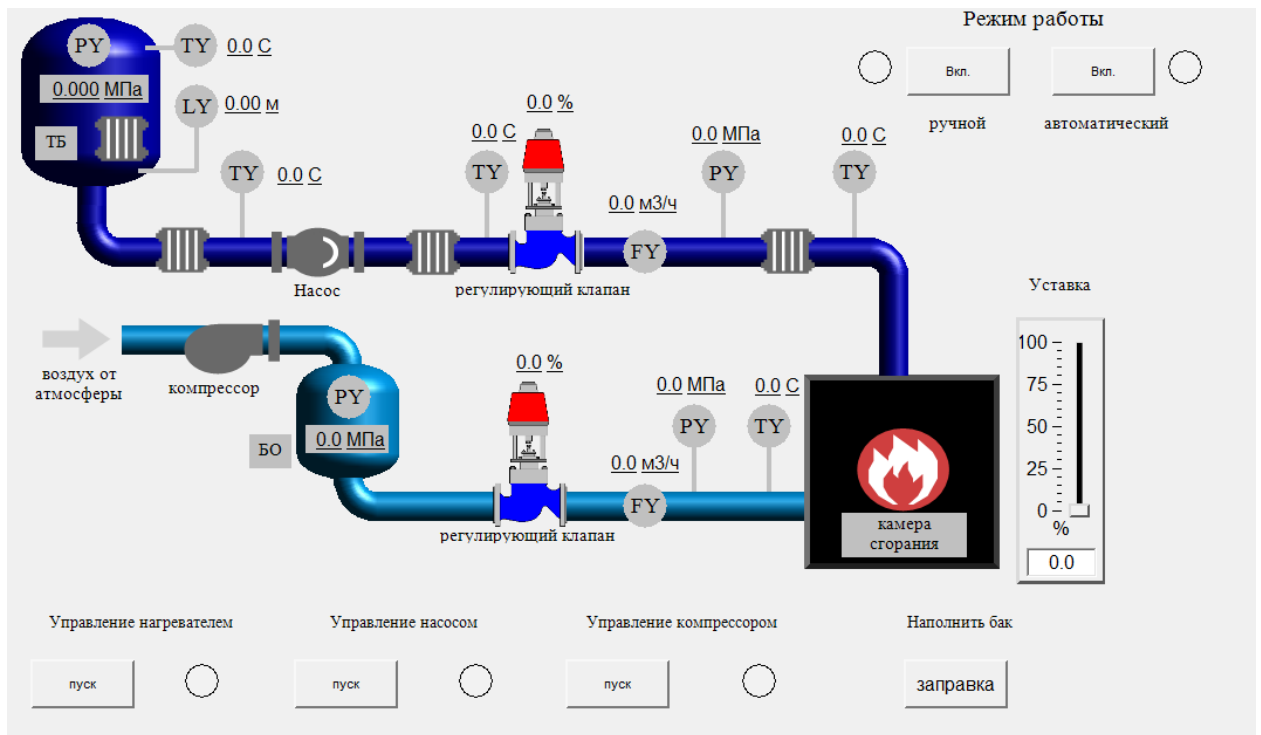 Режим работы
PY
TY
0.0 С
Вкл.
Вкл.
0.000 МПа
LY
0.00 м
0.0 %
ручной
автоматический
ТБ
0.0 С
0.0 МПа
0.0 С
TY
0.0 С
TY
PY
TY
0.0 м3/ч
FY
Насос
регулирующий клапан
Уставка
100
75
50
25
0
%
0.0
воздух от
атмосферы
компрессор
0.0 %
PY
0.0 МПа
0.0 С
БО
0.0 МПа
PY
TY
0.0 м3/ч
FY
регулирующий клапан
камера
сгорания
Управление нагревателем
Управление насосом
Управление компрессором
Наполнить бак
пуск
пуск
пуск
заправка